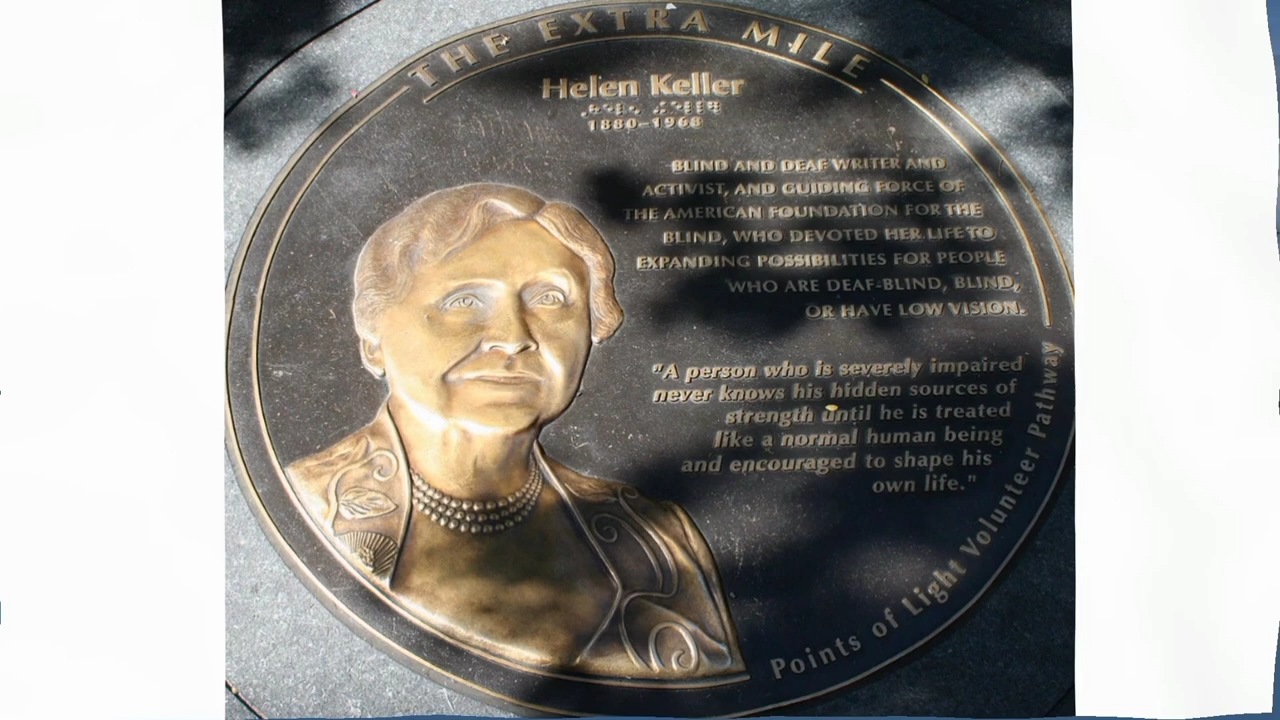 THE EXTRA MILE
Helen Keller
⠓⠑⠇⠑⠝ ⠅⠑⠇⠇⠑⠗
1880–1968
BLIND AND DEAF WRITER AND
ACTIVIST, AND GUIDING FORCE OF
THE AMERICAN FOUNDATION FOR THE
BLIND, WHO DEVOTED HER LIFE TO
EXPANDING POSSIBILITIES FOR PEOPLE
WHO ARE DEAF-BLIND, BLIND,
OR HAVE LOW VISION.
"A person who is severely impaired
never knows his hidden sources of
strength until he is treated
like a normal human being
and encouraged to shape his
own life."
Points of Light Volunteer Pathway